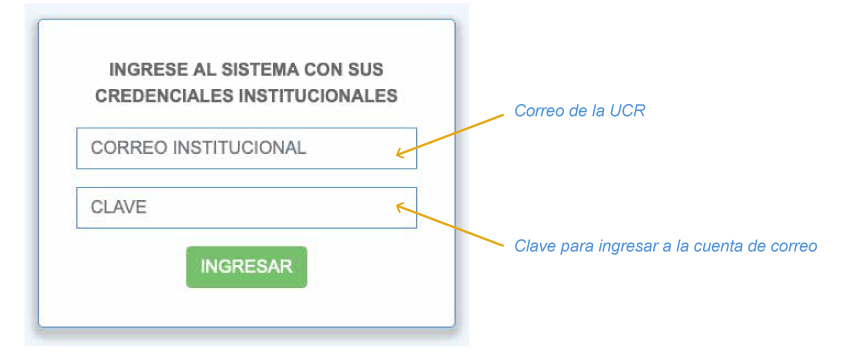 INGRESE AL SISTEMA CON SUS
CREDENCIALES INSTITUCIONALES
CORREO INSTITUCIONAL
Correo de la UCR
CLAVE
Clave para ingresar a la cuenta de correo
INGRESAR